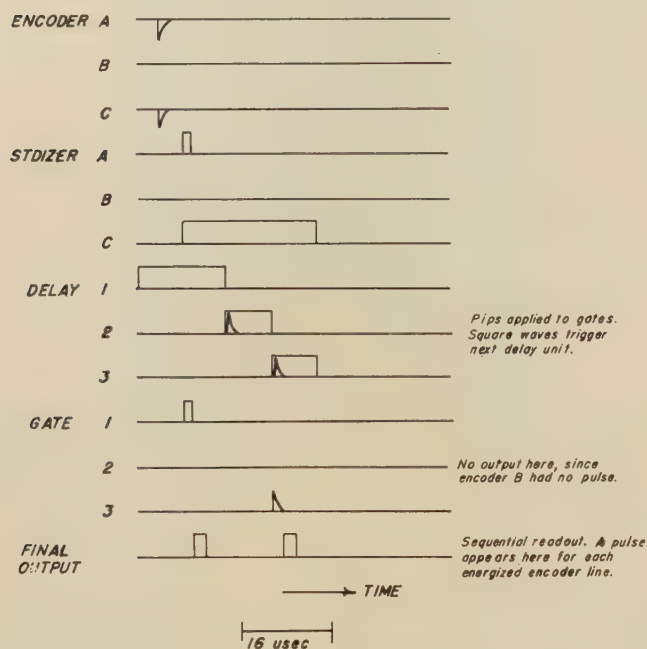 ENCODER A
B
C
STDIZER A
B
C
DELAY 1
2
Pips applied to gates.
Square waves trigger
next delay unit.
3
GATE 1
2
No output here, since
encoder B had no pulse.
3
FINAL
OUTPUT
Sequential readout. A pulse
appears here for each
energized encoder line.
TIME
16 usec